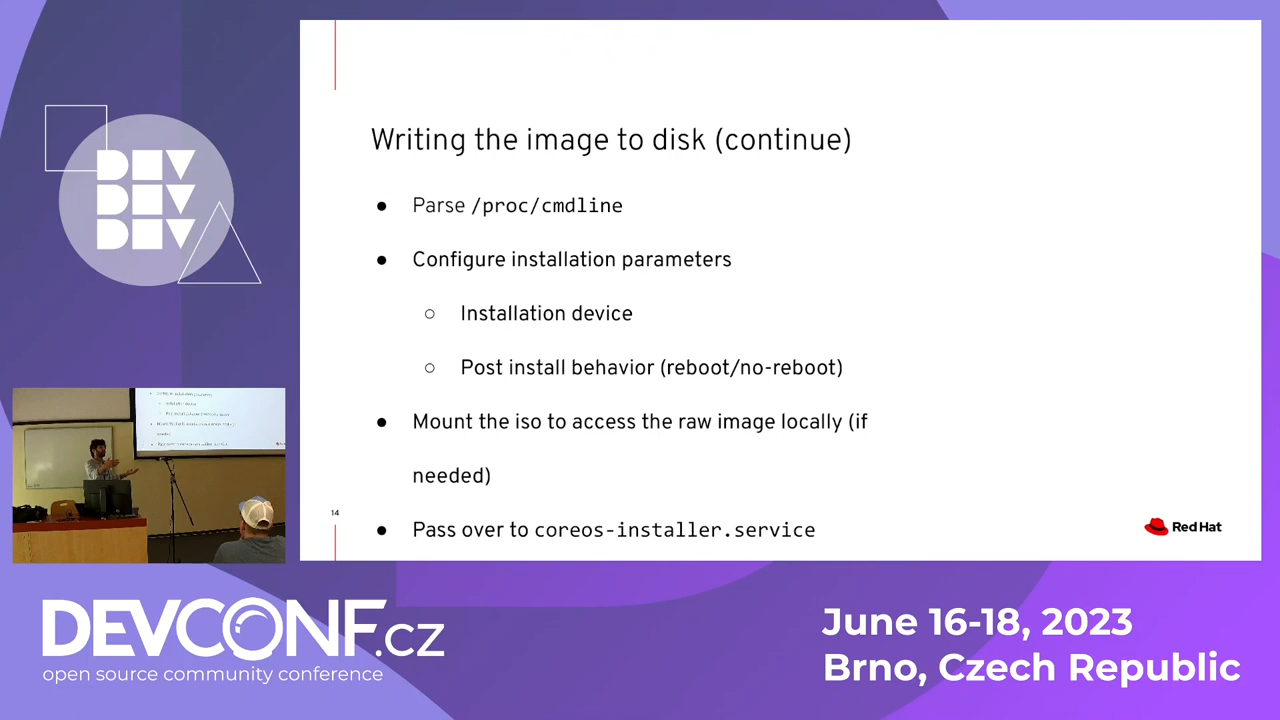 DEV
DEV
DEV
Writing the image to disk (continue)
● Parse /proc/cmdline
● Configure installation parameters
○ Installation device
○ Post install behavior (reboot/no-reboot)
● Mount the iso to access the raw image locally (if
needed)
● Pass over to coreos-installer.service
14
Red Hat
DEVCONF.cz
open source community conference
June 16-18, 2023
Brno, Czech Republic